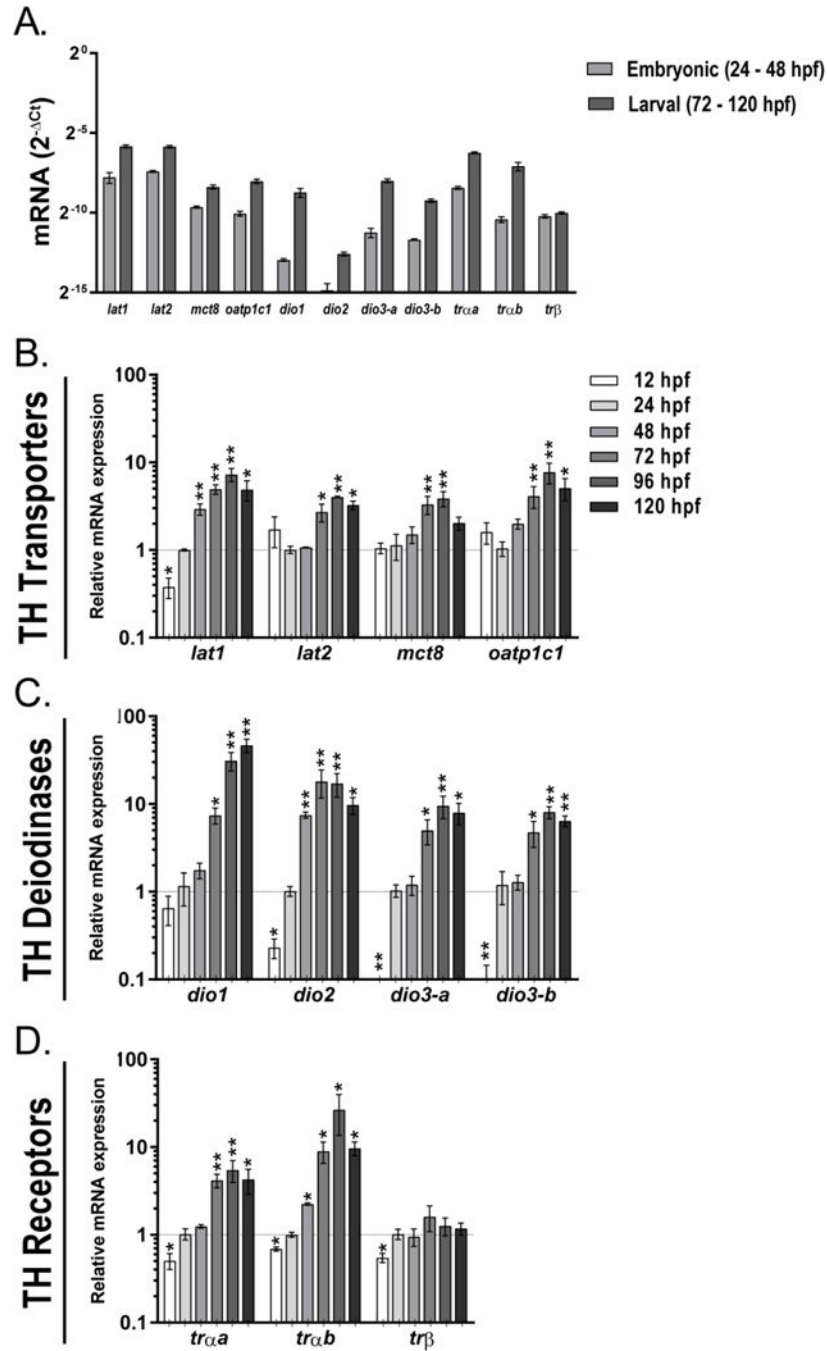 A.
2⁰
2⁻⁵
2⁻¹⁰
2⁻¹⁵
mRNA (2^-ΔCt)
Embryonic (24 - 48 hpf)
Larval (72 - 120 hpf)
lat1 lat2 mct8 oatp1c1 dio1 dio2 dio3-a dio3-b trαa trαb trβ
B.
TH Transporters
Relative mRNA expression
100
10
1
0.1
* ** ** ** * * ** * ** ** ** ** *
lat1 lat2 mct8 oatp1c1
12 hpf
24 hpf
48 hpf
72 hpf
96 hpf
120 hpf
C.
TH Deiodinases
Relative mRNA expression
100
10
1
0.1
* ** ** * ** ** ** * ** * ** * ** * ** **
dio1 dio2 dio3-a dio3-b
D.
TH Receptors
Relative mRNA expression
100
10
1
0.1
* ** ** * * * * * * *
trαa trαb trβ